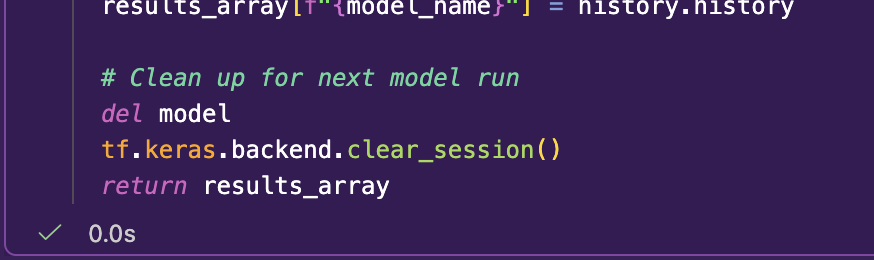 results_array[f"{model_name}"] = history.history
# Clean up for next model run
del model
tf.keras.backend.clear_session()
return results_array
0.0s